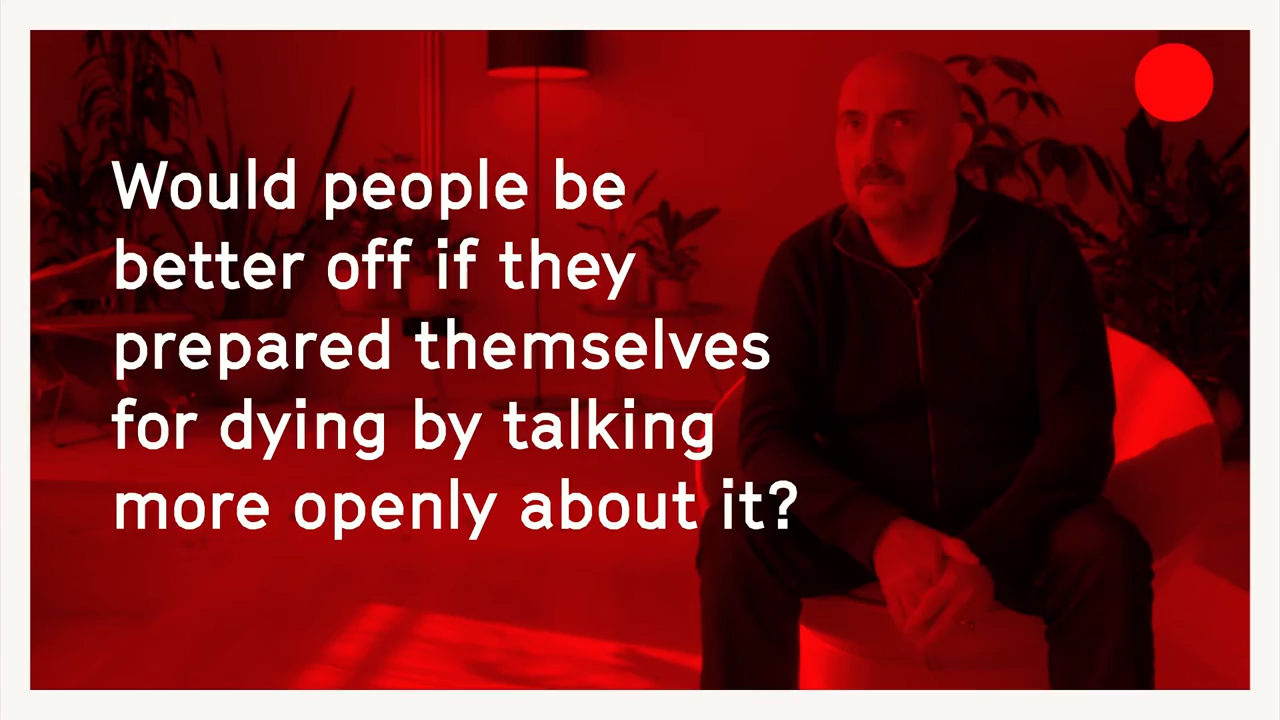 Would people be
better off if they
prepared themselves
for dying by talking
more openly about it?